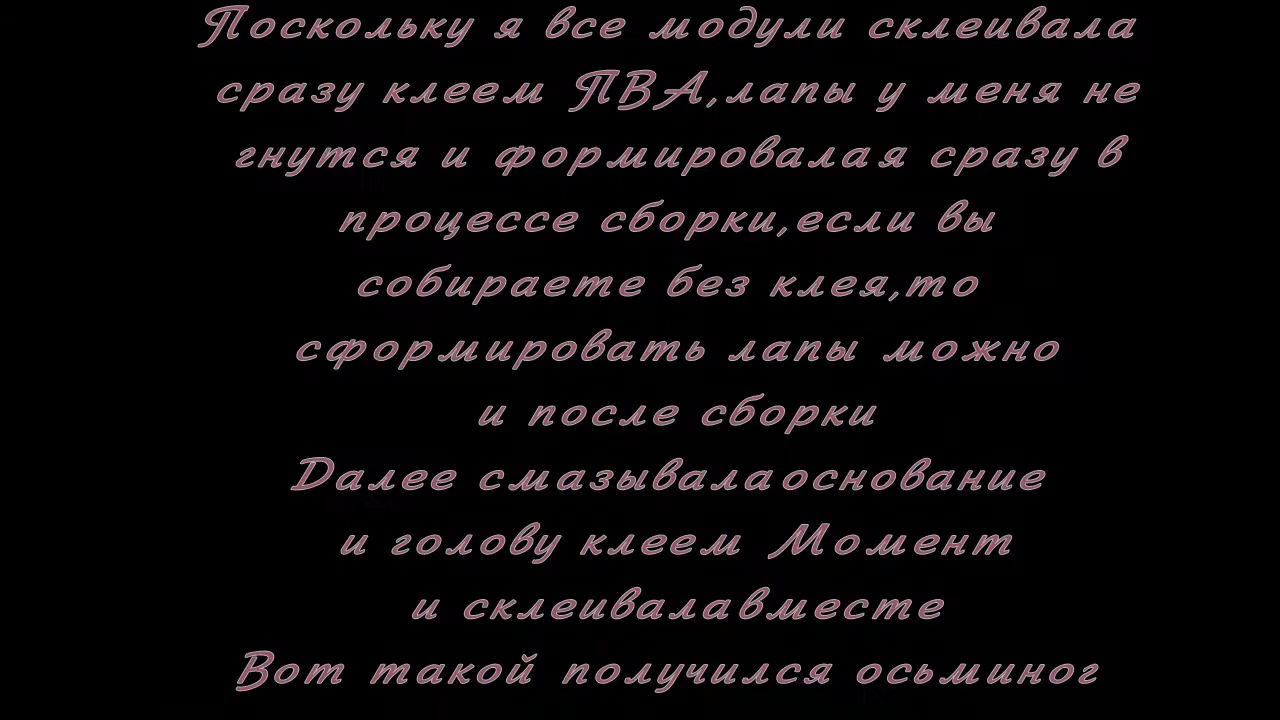 Поскольку я все модули склеивала
сразу клеем ПВА,лапы у меня не
гнутся и формировалая сразу в
процессе сборки,если вы
собираете без клея,то
сформировать лапы можно
и после сборки
Далее смазывалаоснование
и голову клеем Момент
и склеивалавместе
Вот такой получился осьминог